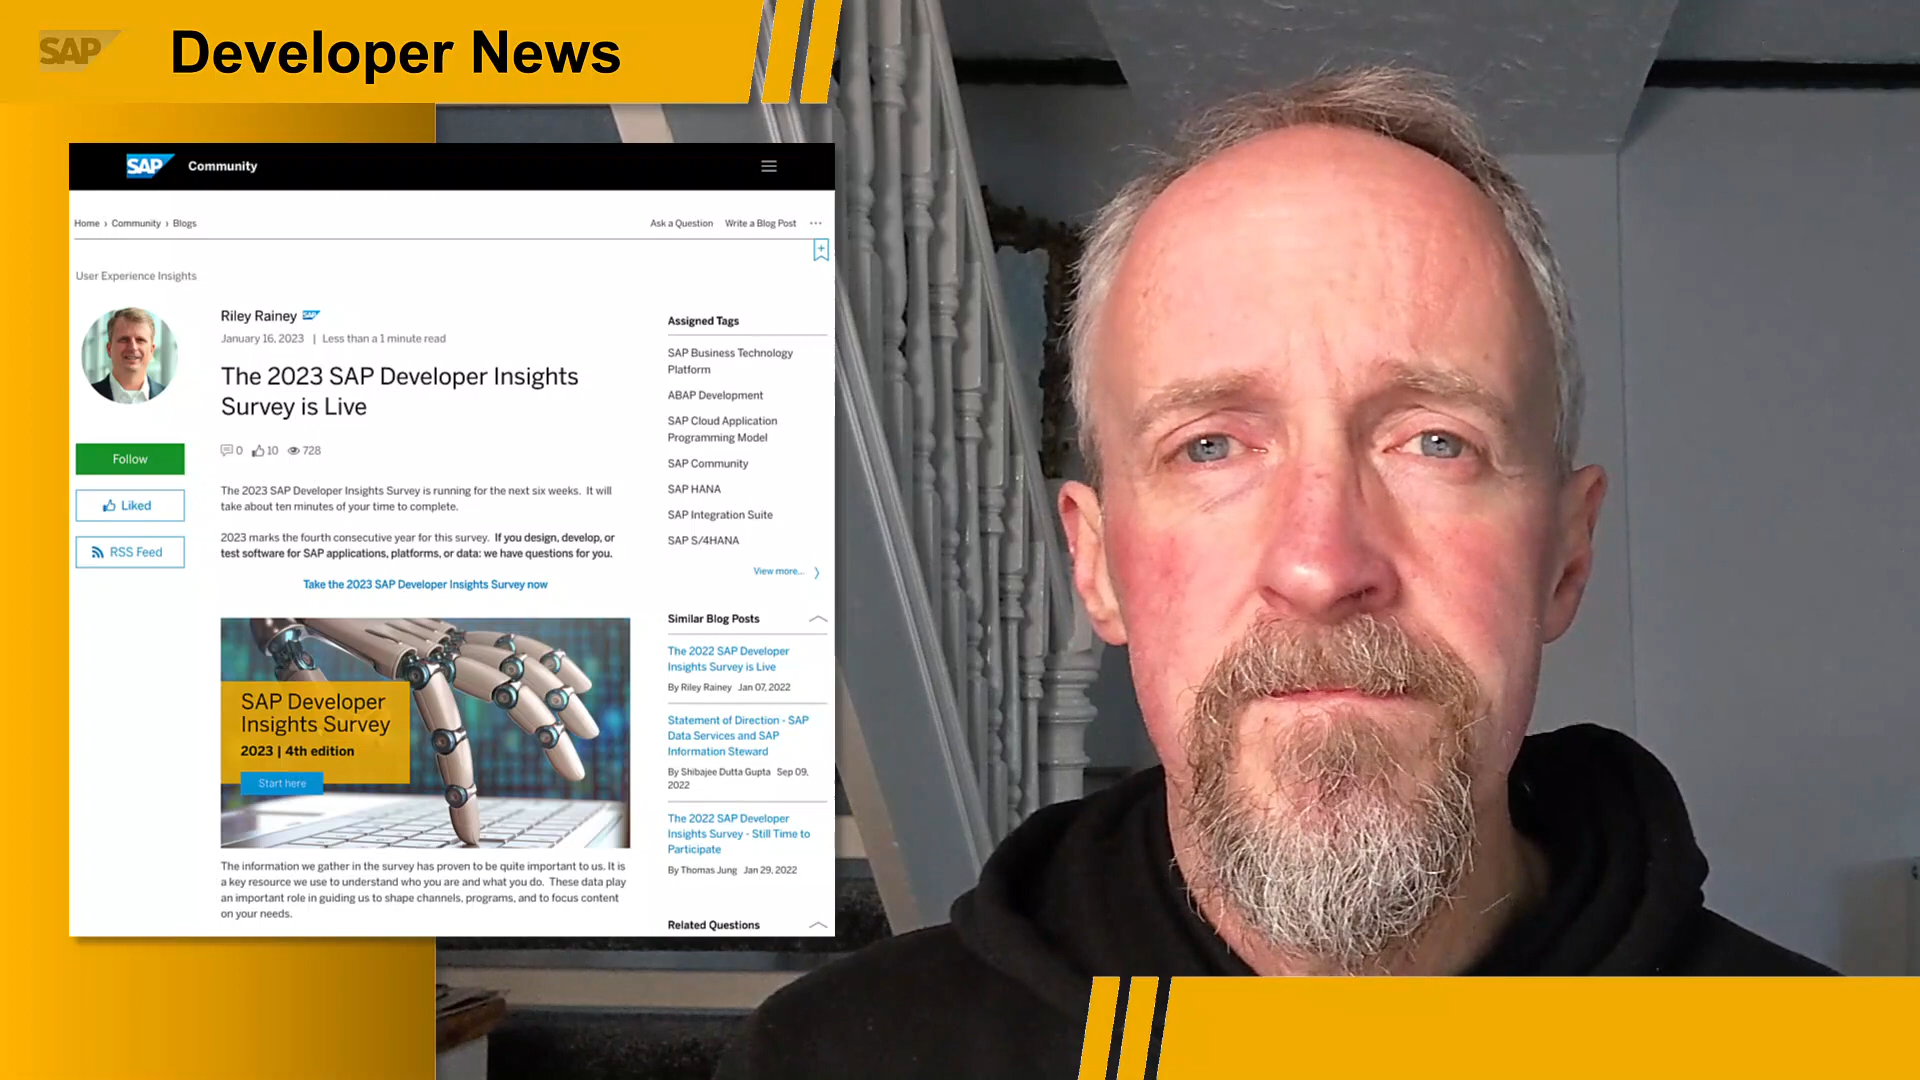 SAP Developer News
SAP Community
Home › Community › Blogs
Ask a Question Write a Blog Post ...
User Experience Insights
Riley Rainey SAP
January 16, 2023 | Less than a 1 minute read
The 2023 SAP Developer Insights
Survey is Live
0 10 728
Follow
Liked
RSS Feed
The 2023 SAP Developer Insights Survey is running for the next six weeks. It will
take about ten minutes of your time to complete.
2023 marks the fourth consecutive year for this survey. If you design, develop, or
test software for SAP applications, platforms, or data: we have questions for you.
Take the 2023 SAP Developer Insights Survey now
SAP Developer
Insights Survey
2023 | 4th edition
Start here
The information we gather in the survey has proven to be quite important to us. It is
a key resource we use to understand who you are and what you do. These data play
an important role in guiding us to shape channels, programs, and to focus content
on your needs.
Assigned Tags
SAP Business Technology
Platform
ABAP Development
SAP Cloud Application
Programming Model
SAP Community
SAP HANA
SAP Integration Suite
SAP S/4HANA
View more...
Similar Blog Posts
The 2022 SAP Developer
Insights Survey is Live
By Riley Rainey Jan 07, 2022
Statement of Direction - SAP
Data Services and SAP
Information Steward
By Shibajee Dutta Gupta Sep 09,
2022
The 2022 SAP Developer
Insights Survey - Still Time to
Participate
By Thomas Jung Jan 29, 2022
Related Questions